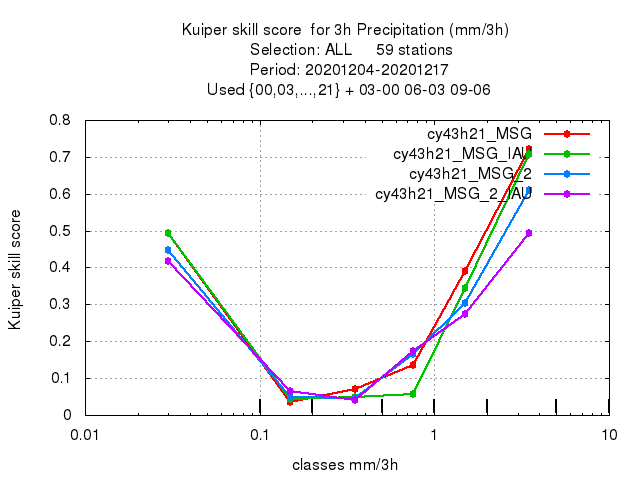 Kuiper skill score  for 3h Precipitation (mm/3h)
Selection: ALL     59 stations
Period: 20201204-20201217
Used {00,03,...,21} + 03-00 06-03 09-06
0.8
0.7
0.6
0.5
0.4
0.3
0.2
0.1
0
Kuiper skill score
cy43h21_MSG
cy43h21_MSG_IAU
cy43h21_MSG_2
cy43h21_MSG_2_IAU
0.01 0.1 1 10
classes mm/3h